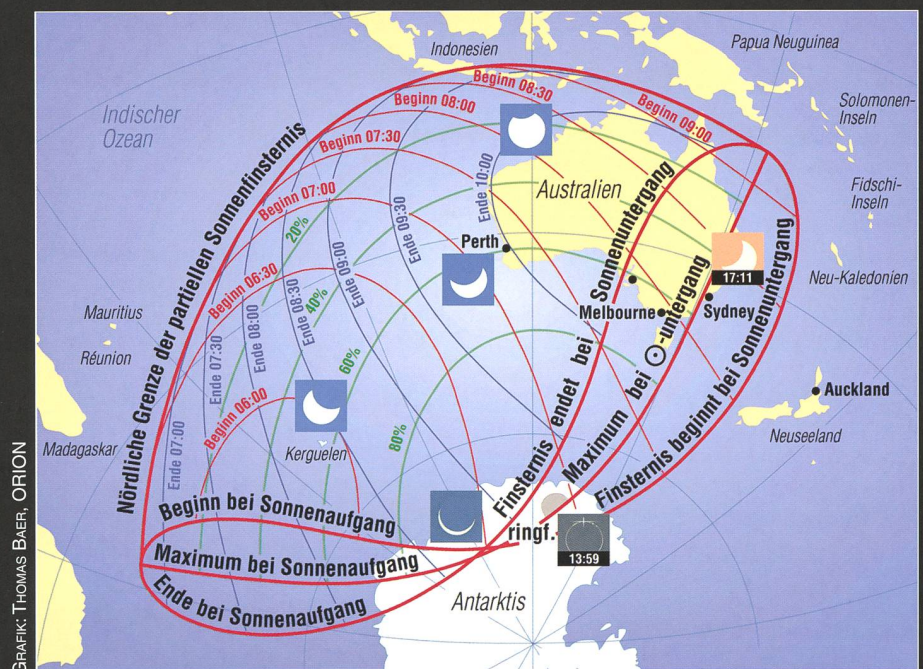 Indonesien
Papua Neuguinea
Indischer
Ozean
Solomonen-
Inseln
Fidschi-
Inseln
Neu-Kaledonien
Nördliche Grenze der partiellen Sonnenfinsternis
Beginn 08:30
Beginn 08:00
Beginn 09:00
Beginn 07:30
Beginn 07:00
Beginn 06:30
Beginn 06:00
20%
40%
60%
80%
Ende 10:00
Ende 09:30
Ende 09:00
Ende 08:30
Ende 08:00
Ende 07:30
Ende 07:00
Australien
Perth
Melbourne
Sydney
17:11
Auckland
Neuseeland
Mauritius
Réunion
Madagaskar
Kerguelen
Finsternis endet bei Sonnenuntergang
Maximum bei ☉-untergang
Finsternis beginnt bei Sonnenuntergang
Beginn bei Sonnenaufgang
Maximum bei Sonnenaufgang
Ende bei Sonnenaufgang
ringf.
13:59
Antarktis
GRAFIK: THOMAS BAER, ORION